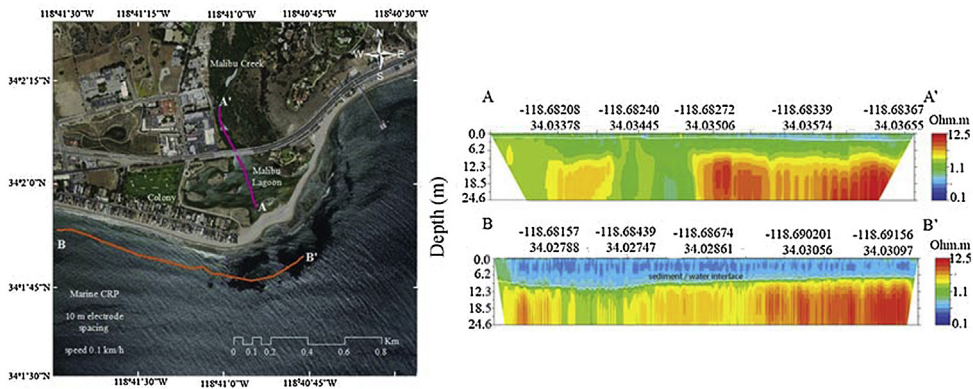 118°41'30"W 118°41'15"W 118°41'0"W 118°40'45"W 118°40'30"W
N
W E
S
34°2'15"N
Malibu Creek
A'
34°2'0"N
Malibu
Lagoon
Colony
A
B
B'
34°1'45"N
Marine CRP
10 m electrode
spacing
speed 0.1 km/h
Km
0 0.1 0.2 0.4 0.6 0.8
34°1'30"N
118°41'30"W 118°41'0"W 118°40'45"W
A A'
-118.68208 -118.68240 -118.68272 -118.68339 -118.68367
34.03378 34.03445 34.03506 34.03574 34.03655
Ohm.m
0.0
6.2
12.3
18.5
24.6
12.5
1.1
0.1
Depth (m)
B B'
-118.68157 -118.68439 -118.68674 -118.690201 -118.69156
34.02788 34.02747 34.02861 34.03056 34.03097
Ohm.m
0.0
6.2
12.3
18.5
24.6
sediment / water interface
12.5
1.1
0.1